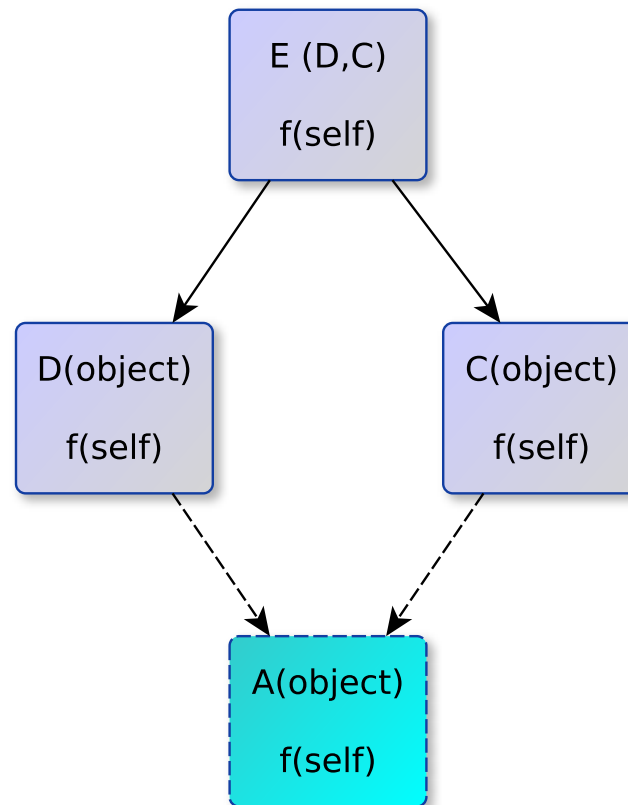 E (D,C)
f(self)
D(object)
f(self)
C(object)
f(self)
A(object)
f(self)